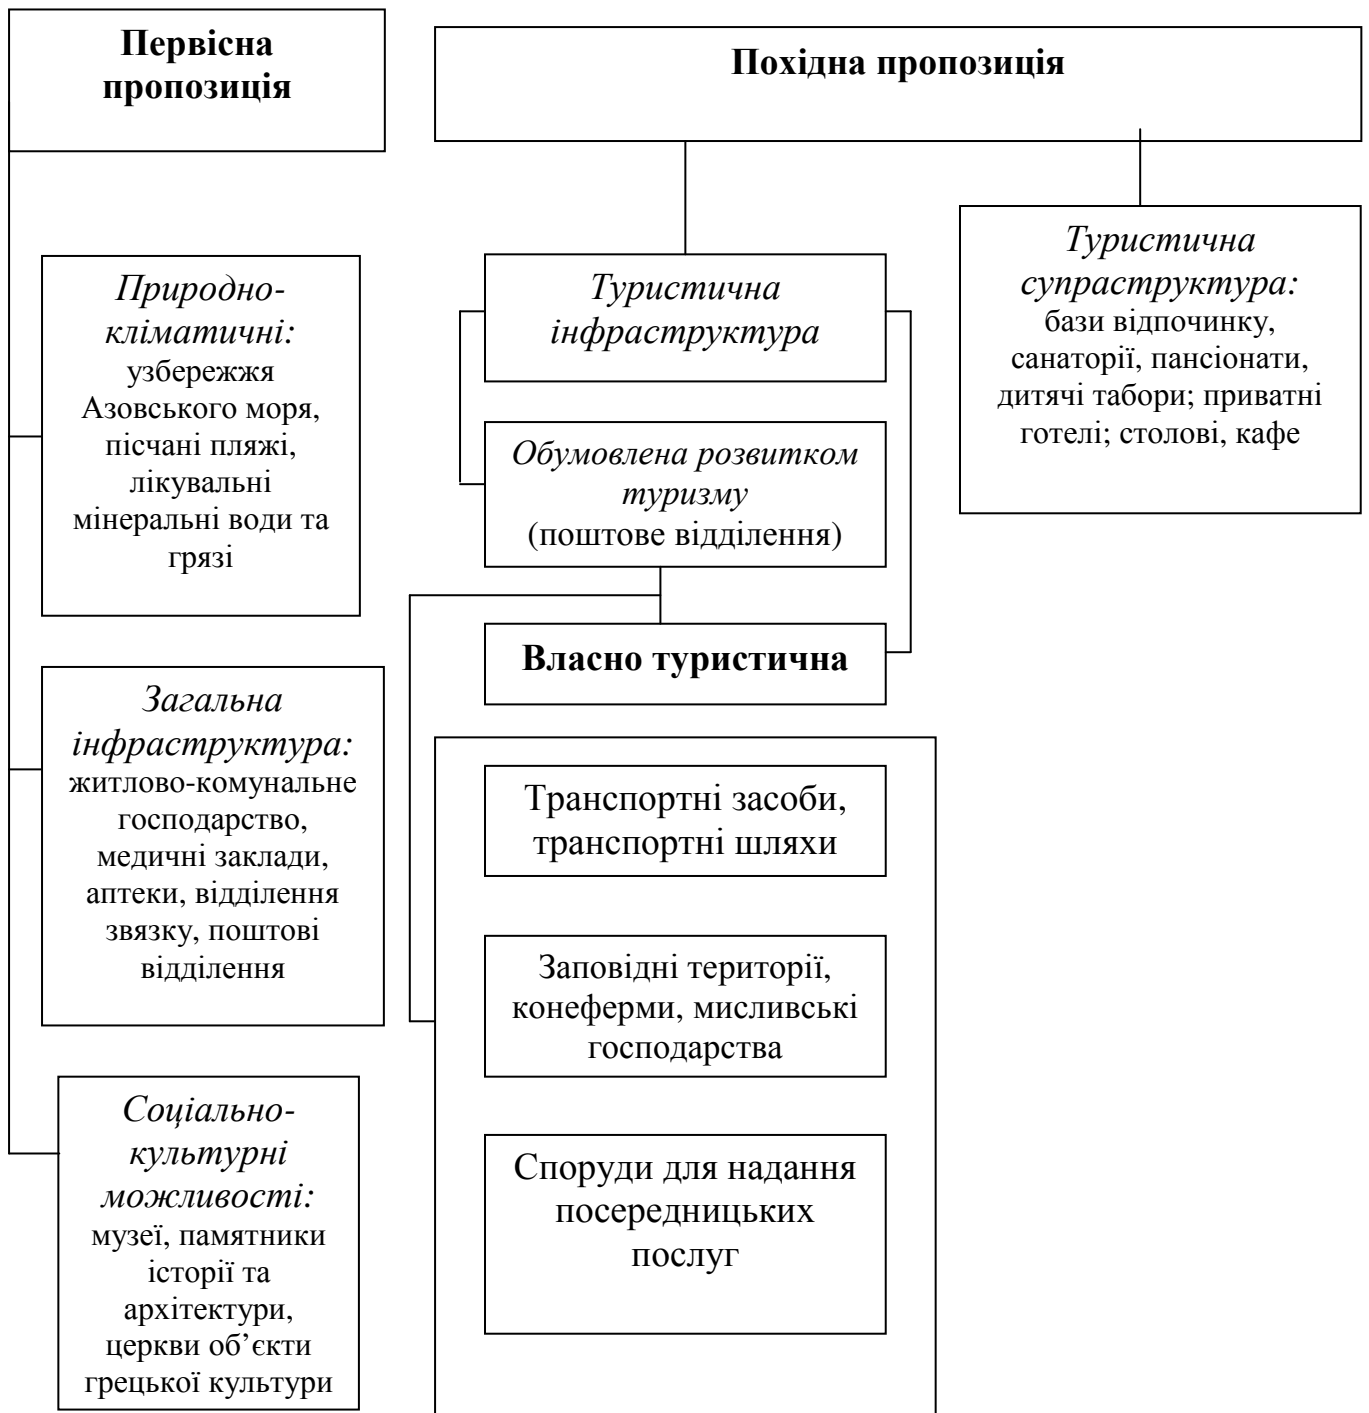 Первісна
пропозиція
Похідна пропозиція
Природно-
кліматичні:
узбережжя
Азовського моря,
пісчані пляжі,
лікувальні
мінеральні води та
грязі
Загальна
інфраструктура:
житлово-комунальне
господарство,
медичні заклади,
аптеки, відділення
звязку, поштові
відділення
Соціально-
культурні
можливості:
музеї, памятники
історії та
архітектури,
церкви об’єкти
грецької культури
Туристична
інфраструктура
Обумовлена розвитком
туризму
(поштове відділення)
Власно туристична
Транспортні засоби,
транспортні шляхи
Заповідні території,
конеферми, мисливські
господарства
Споруди для надання
посередницьких
послуг
Туристична
супраструктура:
бази відпочинку,
санаторії, пансіонати,
дитячі табори; приватні
готелі; столові, кафе